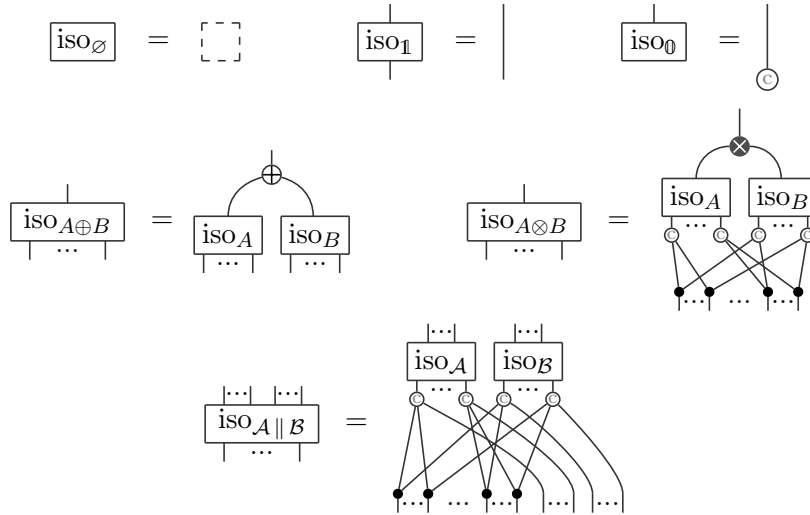 iso∅ = iso𝟙 = iso𝟘 = C
iso_{A⊕B} = ⊕ iso_A iso_B ... ... ...
iso_{A⊗B} = ⊗ iso_A iso_B ... ... C C C C ... ... ... ...
iso_{𝒜∥ℬ} ... ... ... = ... ... iso_𝒜 iso_ℬ ... ... C C C C ... ... ... ... ... ...